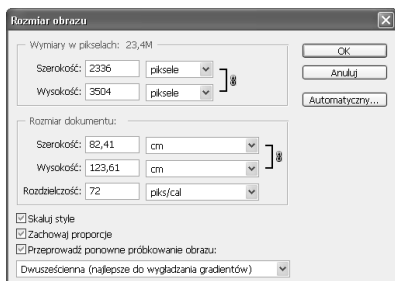 Rozmiar obrazu
Wymiary w pikselach: 23,4M
Szerokość: 2336 piksele
Wysokość: 3504 piksele
OK
Anuluj
Automatyczny...
Rozmiar dokumentu:
Szerokość: 82,41 cm
Wysokość: 123,61 cm
Rozdzielczość: 72 piks/cal
Skaluj style
Zachowaj proporcje
Przeprowadź ponowne próbkowanie obrazu:
Dwusześcienna (najlepsze do wygładzania gradientów)